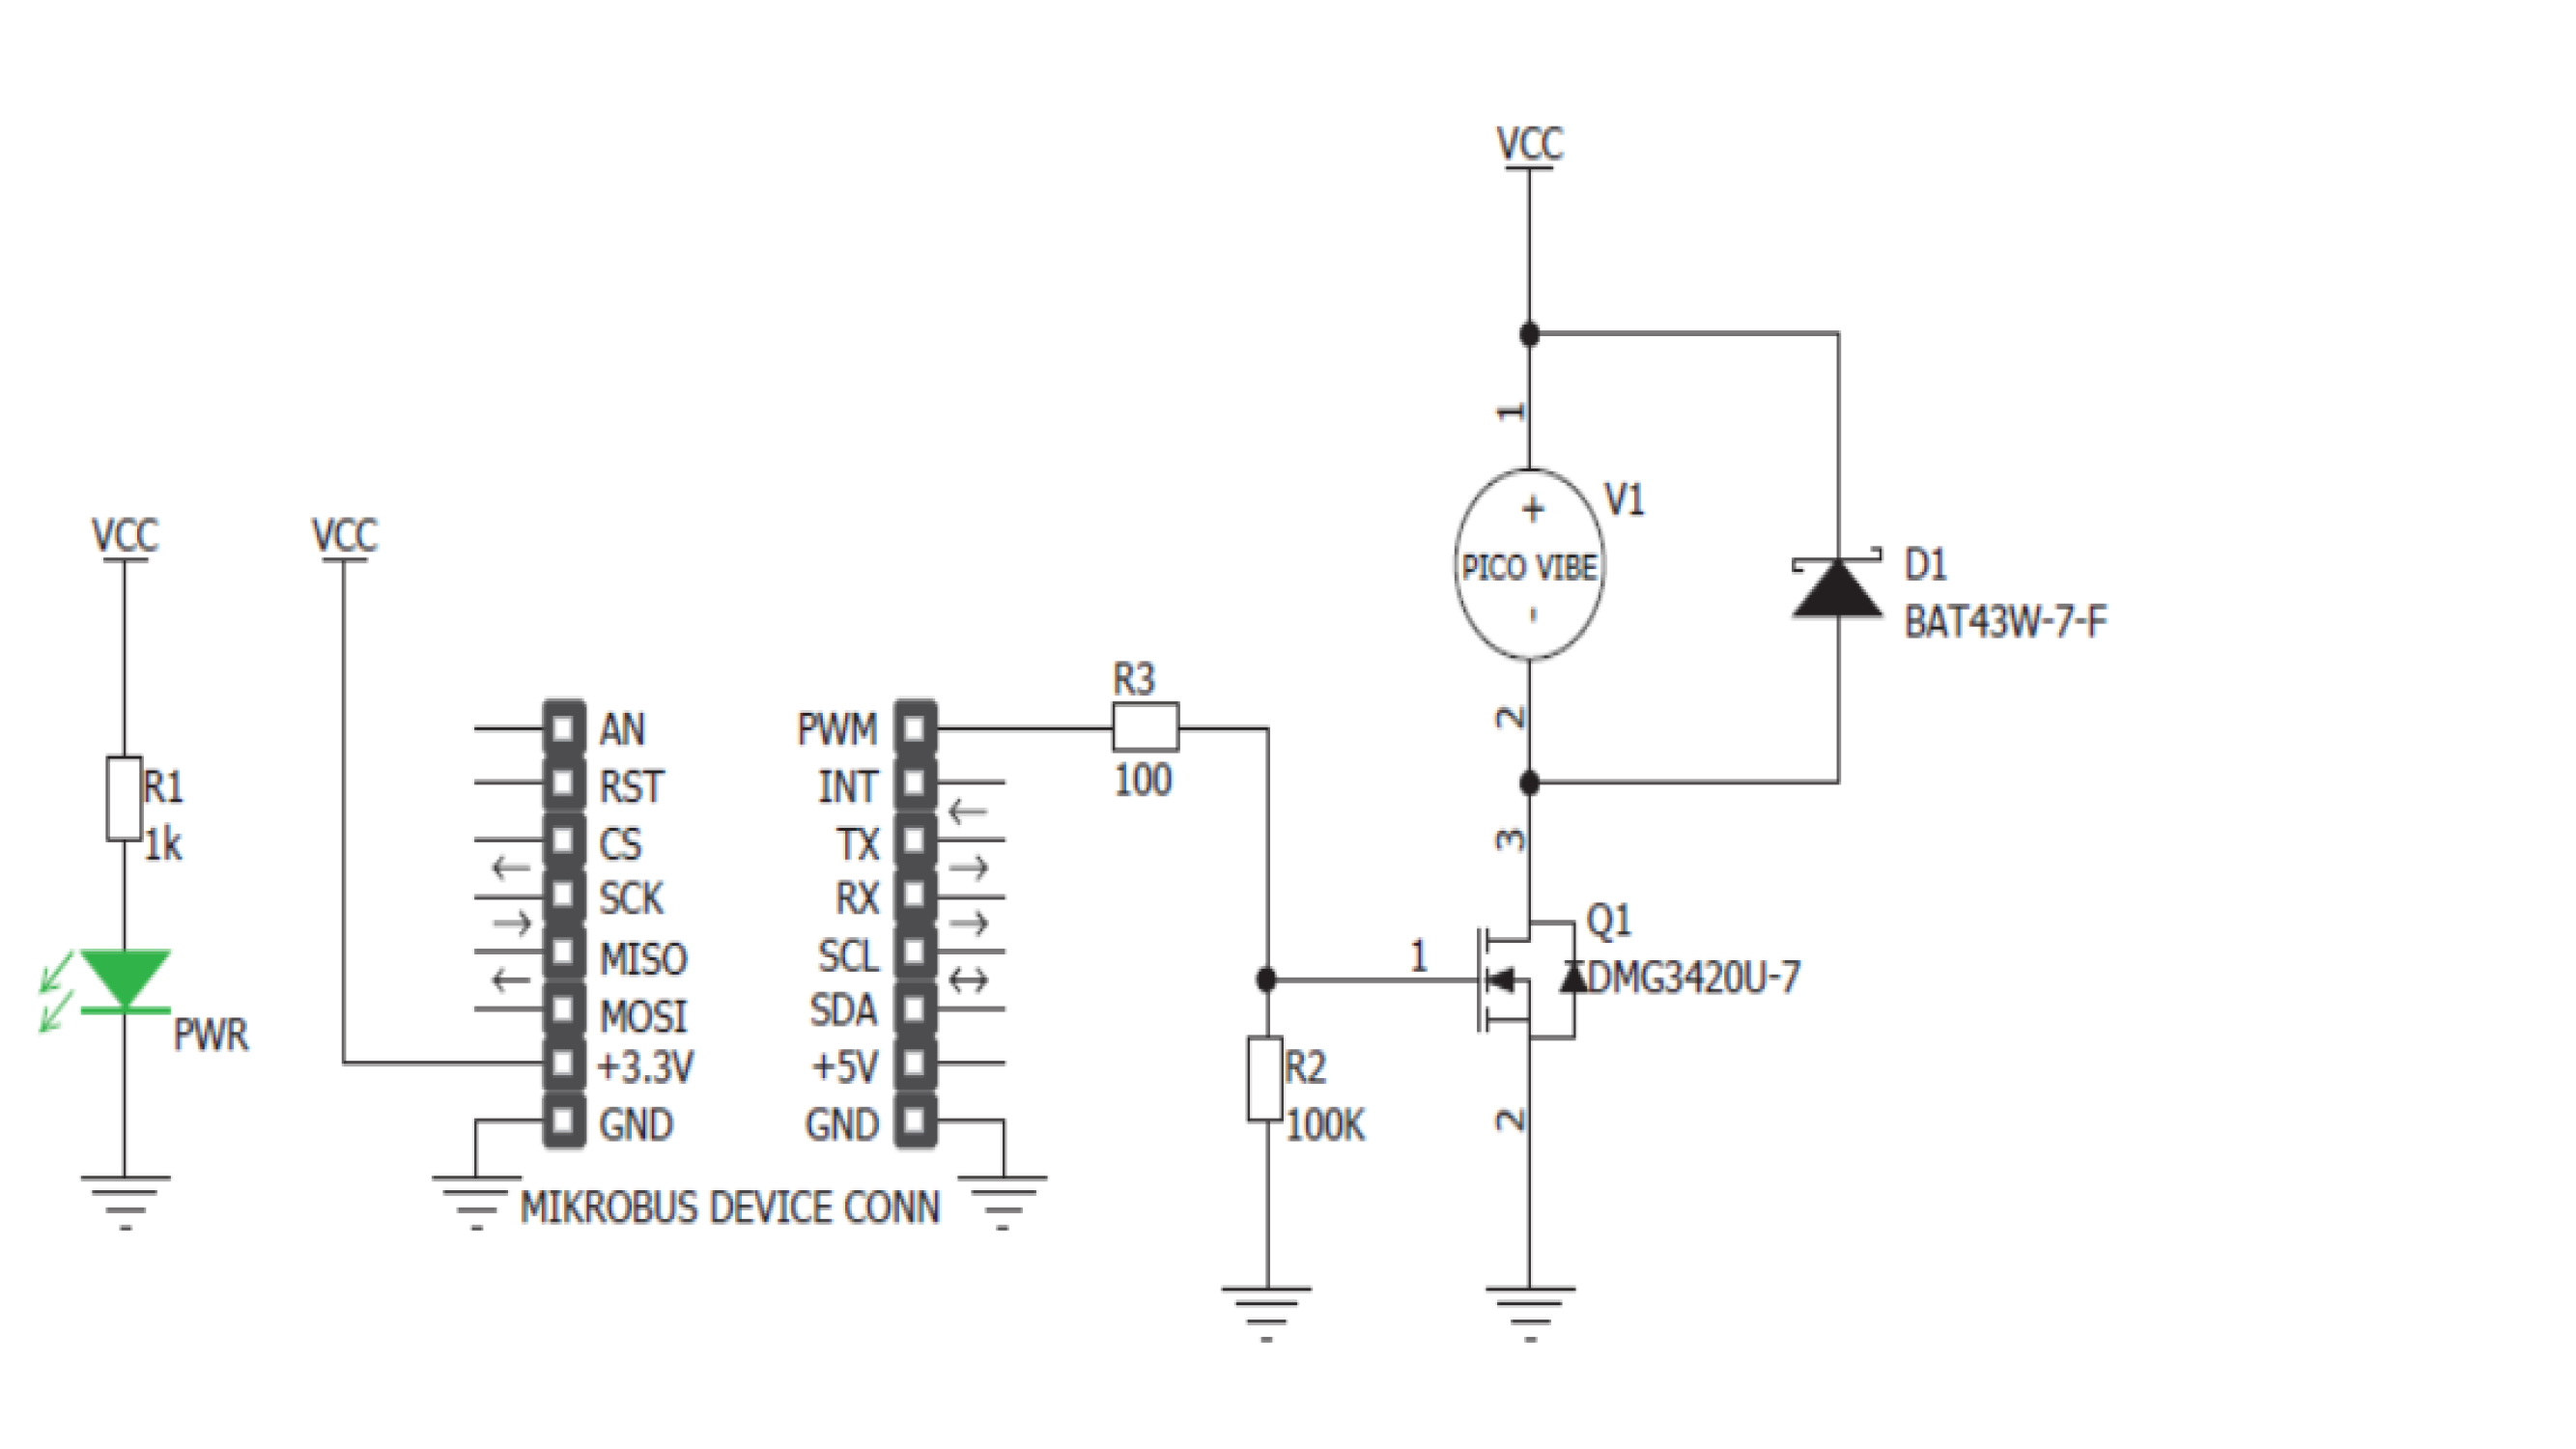 VCC
1
+
PICO VIBE
-
V1
2
D1
BAT43W-7-F
3
VCC
R1
1k
PWR
VCC
AN
RST
CS
SCK
MISO
MOSI
+3.3V
GND
PWM
INT
TX
RX
SCL
SDA
+5V
GND
MIKROBUS DEVICE CONN
R3
100
R2
100K
1
Q1
DMG3420U-7
2